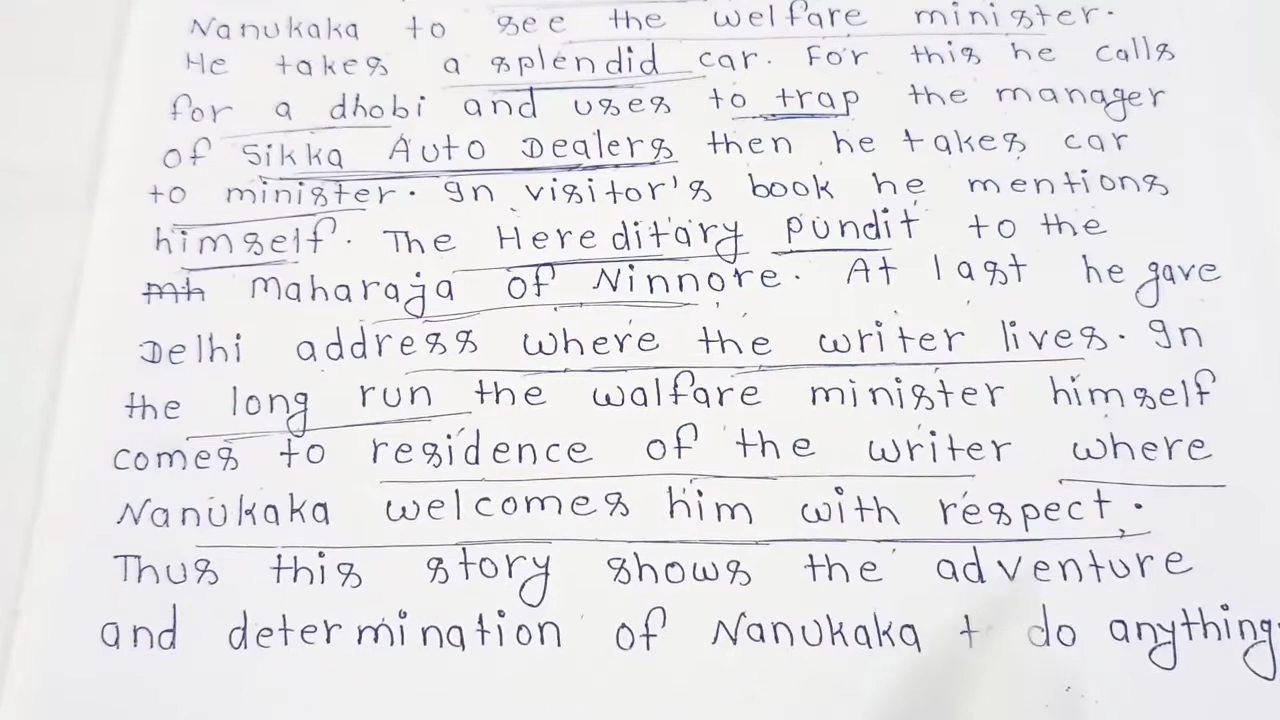 Nanukaka to see the welfare minister.
He takes a splendid car. For this he calls
for a dhobi and uses to trap the manager
of Sikka Auto Dealers then he takes car
to minister. In visitor's book he mentions
himself. The Hereditary pundit to the
mh maharaja of Ninnore. At last he gave
Delhi address where the writer lives. In
the long run the walfare minister himself
comes to residence of the writer where
Nanukaka welcomes him with respect.
Thus this story shows the adventure
and determination of Nanukaka t do anything.